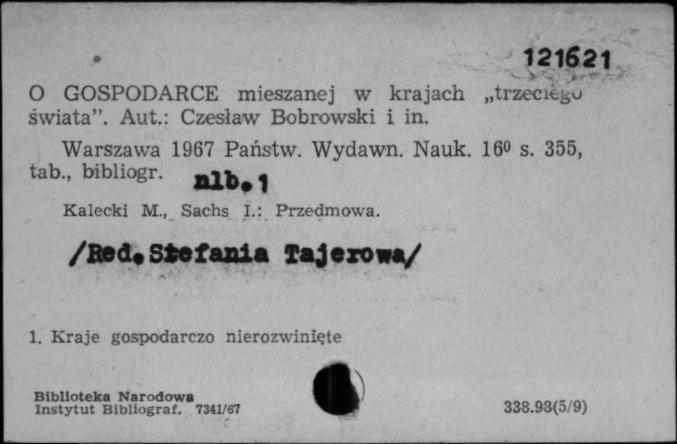 121621
O GOSPODARCE mieszanej w krajach „trzeciego
świata”. Aut.: Czesław Bobrowski i in.
Warszawa 1967 Państw. Wydawn. Nauk. 16⁰ s. 355,
tab., bibliogr. nlb. 1
Kalecki M., Sachs I.: Przedmowa.
/Red. Stefania Tajerowa/
1. Kraje gospodarczo nierozwinięte
Biblioteka Narodowa
Instytut Bibliograf. 7341/67 338.98(5/9)